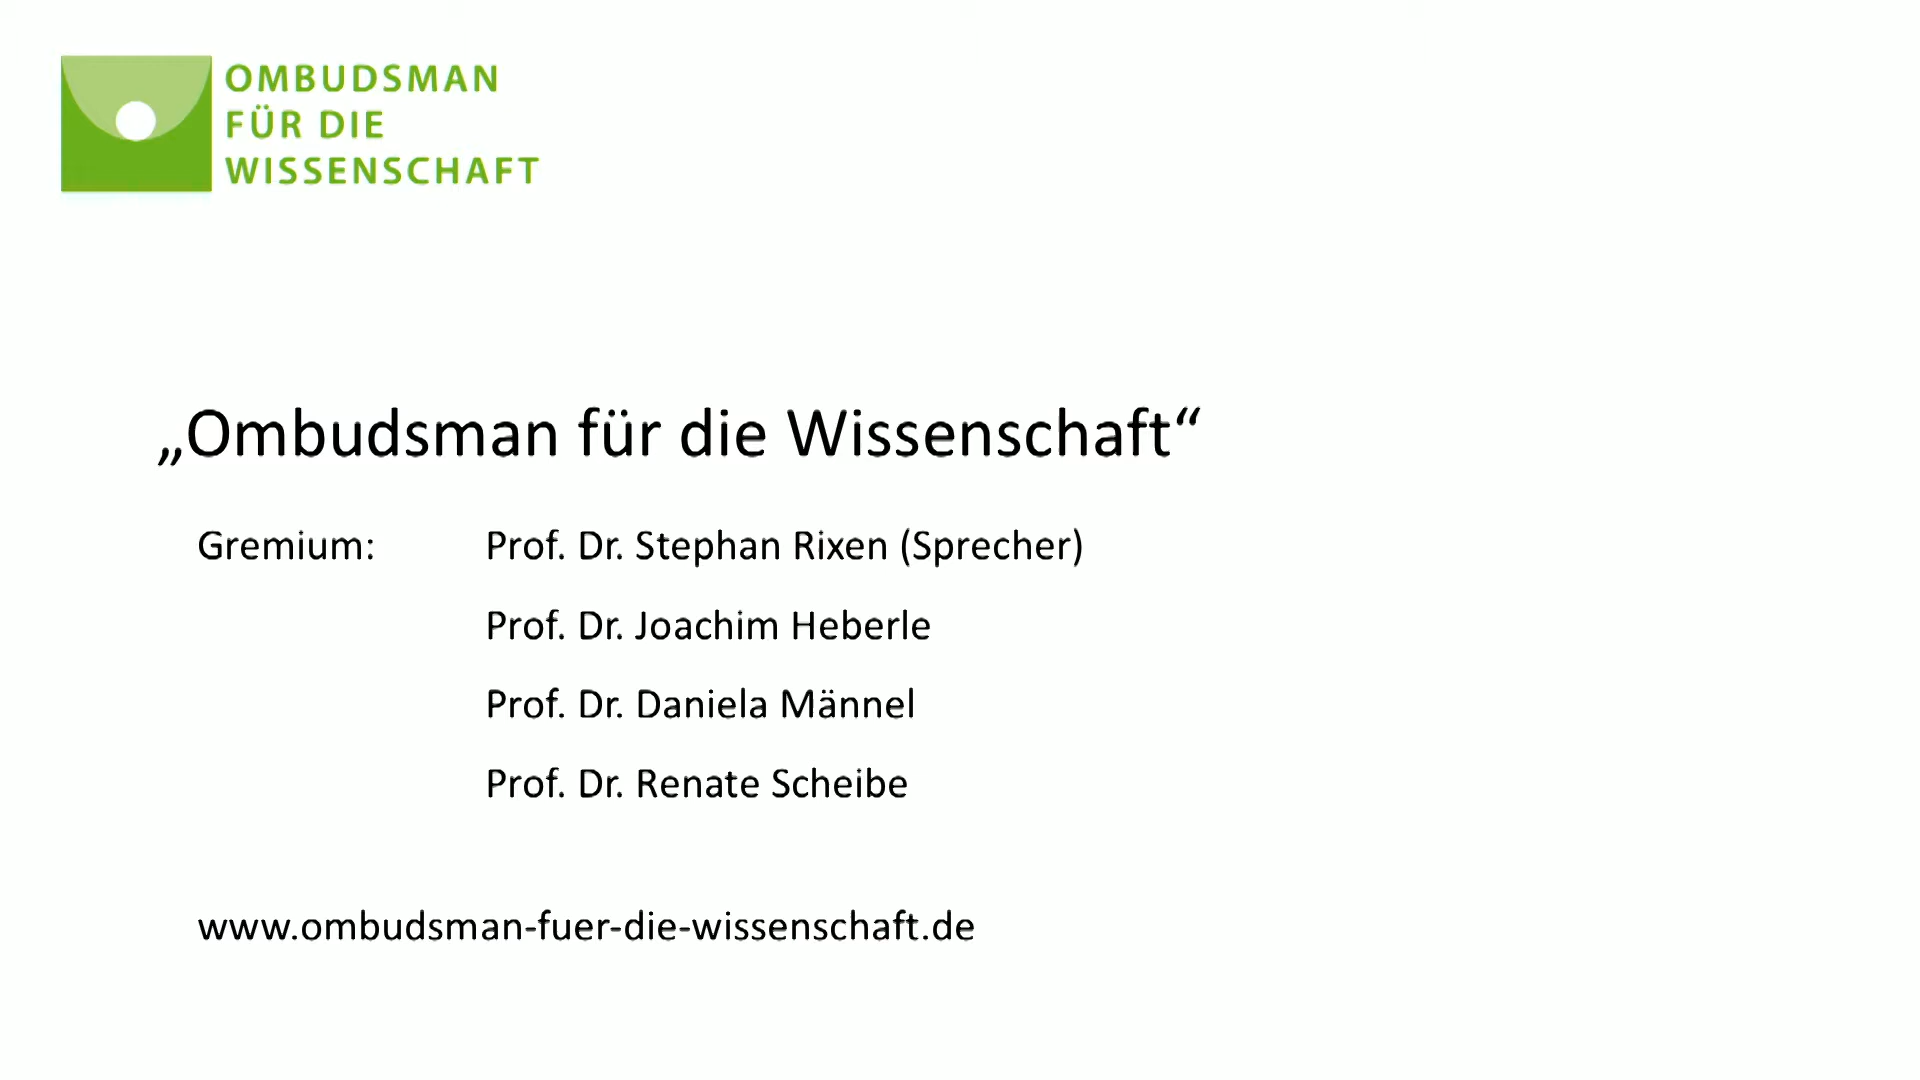 OMBUDSMAN
FÜR DIE
WISSENSCHAFT
„Ombudsman für die Wissenschaft“
Gremium: Prof. Dr. Stephan Rixen (Sprecher)
Prof. Dr. Joachim Heberle
Prof. Dr. Daniela Männel
Prof. Dr. Renate Scheibe
www.ombudsman-fuer-die-wissenschaft.de